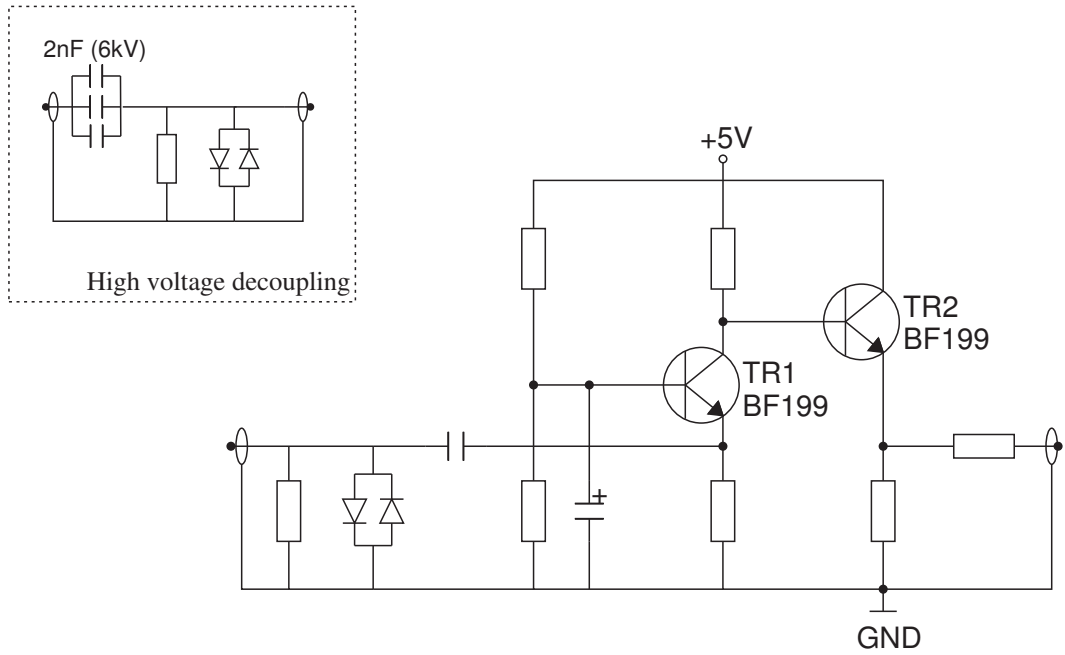 2nF (6kV)
High voltage decoupling
+5V
TR2
BF199
TR1
BF199
+
GND